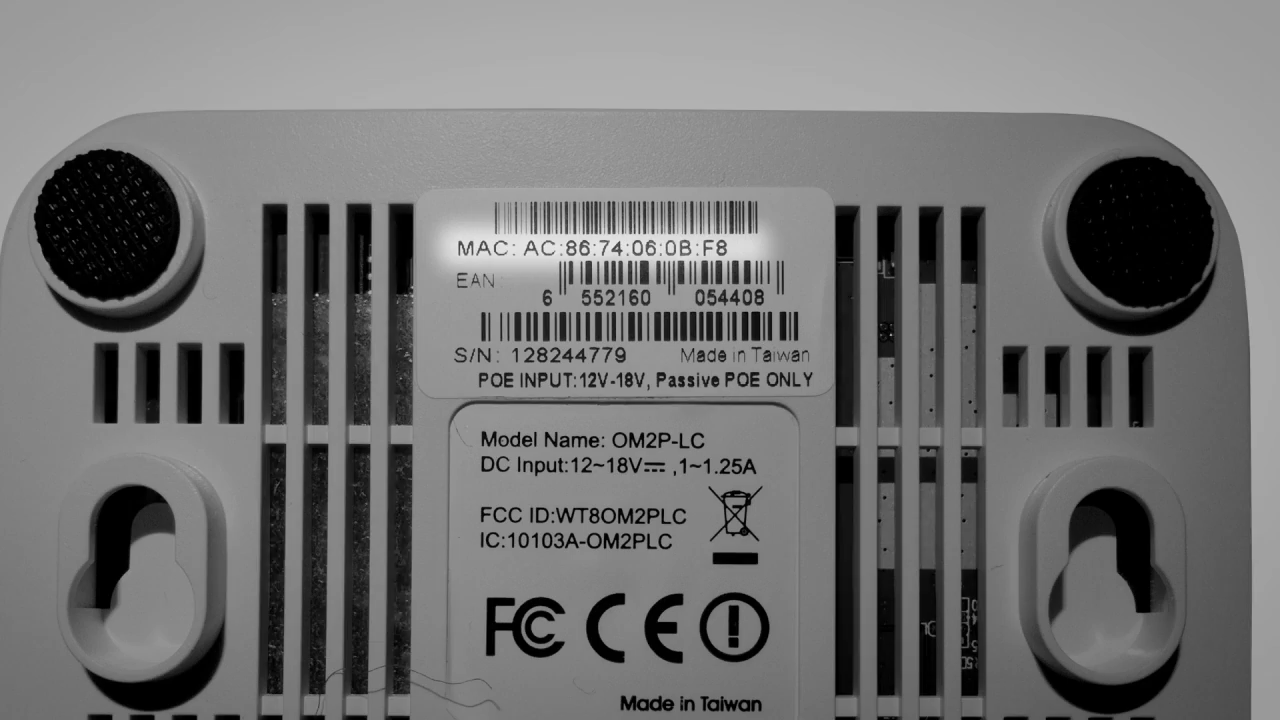 MAC: AC:86:74:06:0B:F8
EAN
6 552160 054408
S/N: 128244779 Made in Taiwan
POE INPUT:12V-18V, Passive POE ONLY
Model Name: OM2P-LC
DC Input:12~18V⎓ ,1~1.25A
FCC ID:WT8OM2PLC
IC:10103A-OM2PLC
FC CE
Made in Taiwan